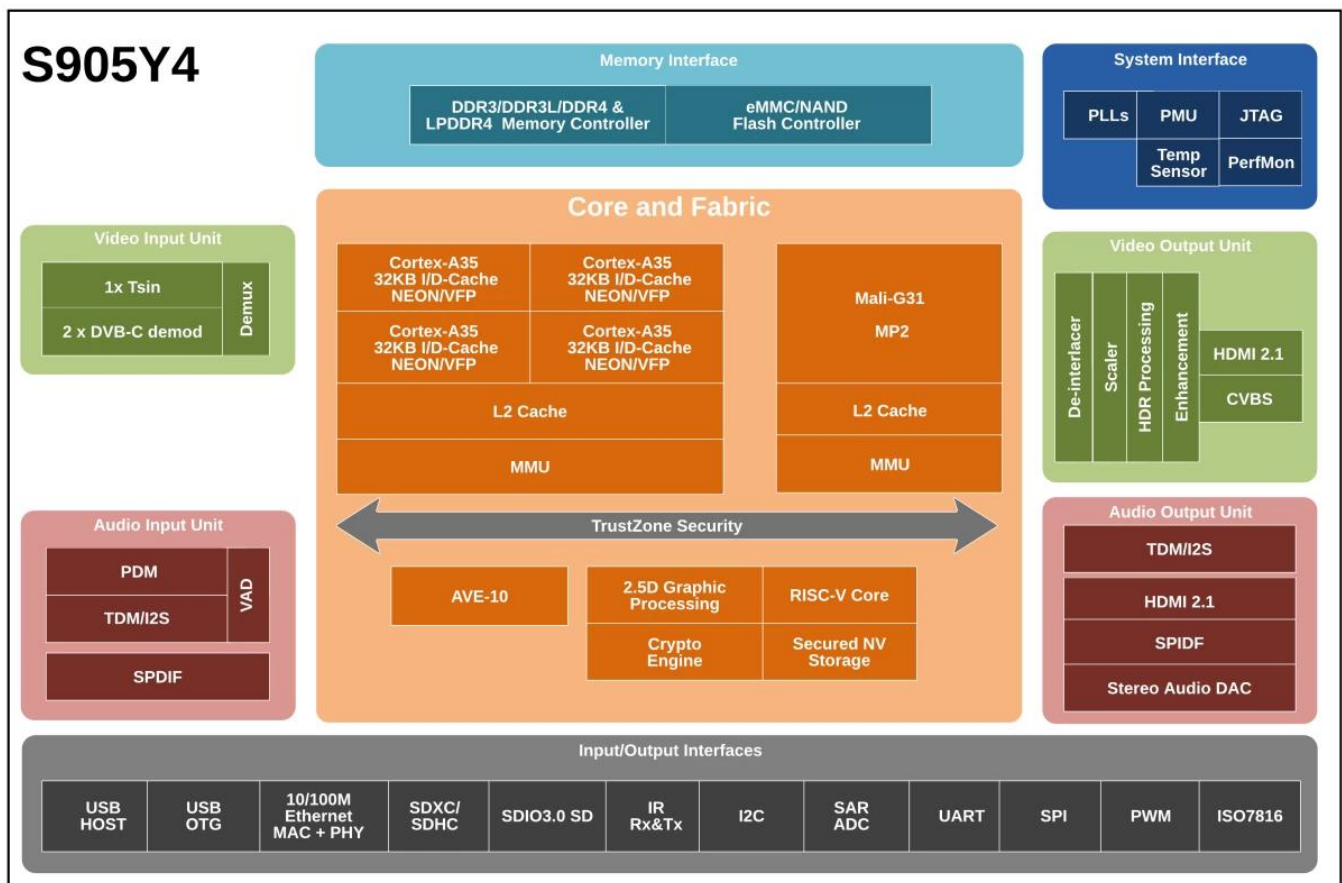 S905Y4
Memory Interface
DDR3/DDR3L/DDR4 &
LPDDR4 Memory Controller
eMMC/NAND
Flash Controller
System Interface
PLLs
PMU
JTAG
Temp
Sensor
PerfMon
Video Input Unit
1x Tsin
2 x DVB-C demod
Demux
Core and Fabric
Cortex-A35
32KB I/D-Cache
NEON/VFP
Cortex-A35
32KB I/D-Cache
NEON/VFP
Cortex-A35
32KB I/D-Cache
NEON/VFP
Cortex-A35
32KB I/D-Cache
NEON/VFP
L2 Cache
MMU
Mali-G31
MP2
L2 Cache
MMU
TrustZone Security
AVE-10
2.5D Graphic
Processing
RISC-V Core
Crypto
Engine
Secured NV
Storage
Video Output Unit
De-interlacer
Scaler
HDR Processing
Enhancement
HDMI 2.1
CVBS
Audio Input Unit
PDM
TDM/I2S
VAD
SPDIF
Audio Output Unit
TDM/I2S
HDMI 2.1
SPIDF
Stereo Audio DAC
Input/Output Interfaces
USB
HOST
USB
OTG
10/100M
Ethernet
MAC + PHY
SDXC/
SDHC
SDIO3.0 SD
IR
Rx&Tx
I2C
SAR
ADC
UART
SPI
PWM
ISO7816